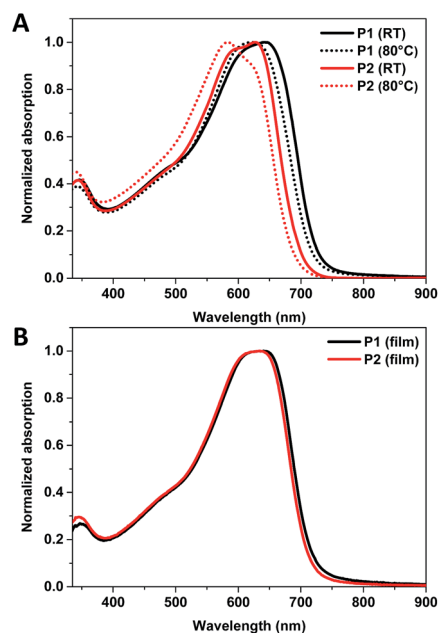 A
P1 (RT)
P1 (80°C)
P2 (RT)
P2 (80°C)
Normalized absorption
1.0
0.8
0.6
0.4
0.2
0.0
400 500 600 700 800 900
Wavelength (nm)
B
P1 (film)
P2 (film)
Normalized absorption
1.0
0.8
0.6
0.4
0.2
0.0
400 500 600 700 800 900
Wavelength (nm)